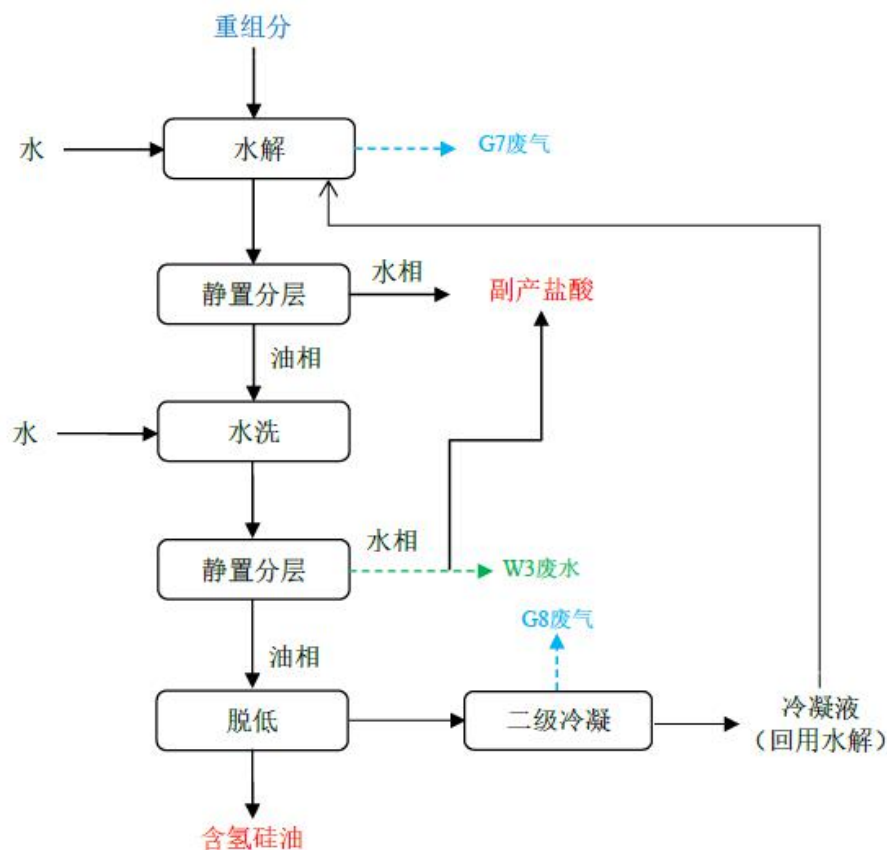 重组分
水
水解
G7废气
静置分层
水相
副产盐酸
油相
水
水洗
静置分层
水相
W3废水
G8废气
油相
脱低
二级冷凝
冷凝液
（回用水解）
含氢硅油